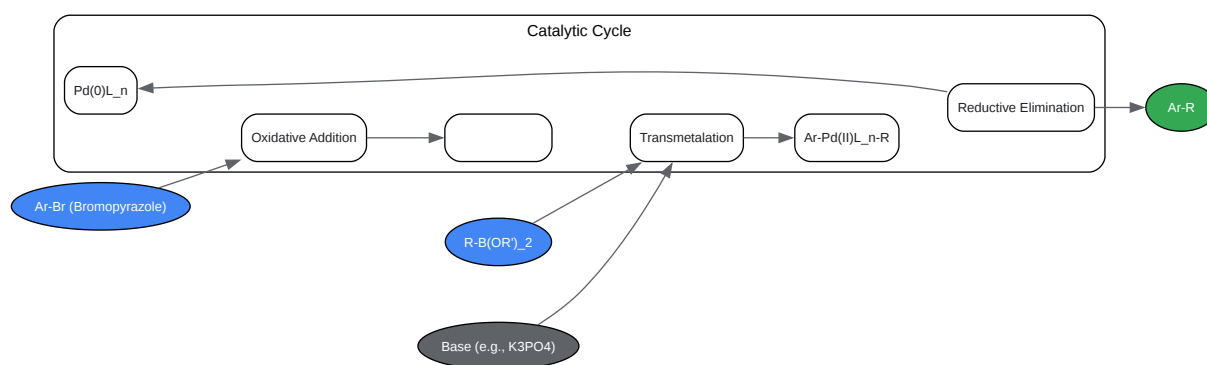 Catalytic Cycle
Pd(0)L_n
Oxidative Addition
Transmetalation
Ar-Pd(II)L_n-R
Reductive Elimination
Ar-R
Ar-Br (Bromopyrazole)
R-B(OR')_2
Base (e.g., K3PO4)